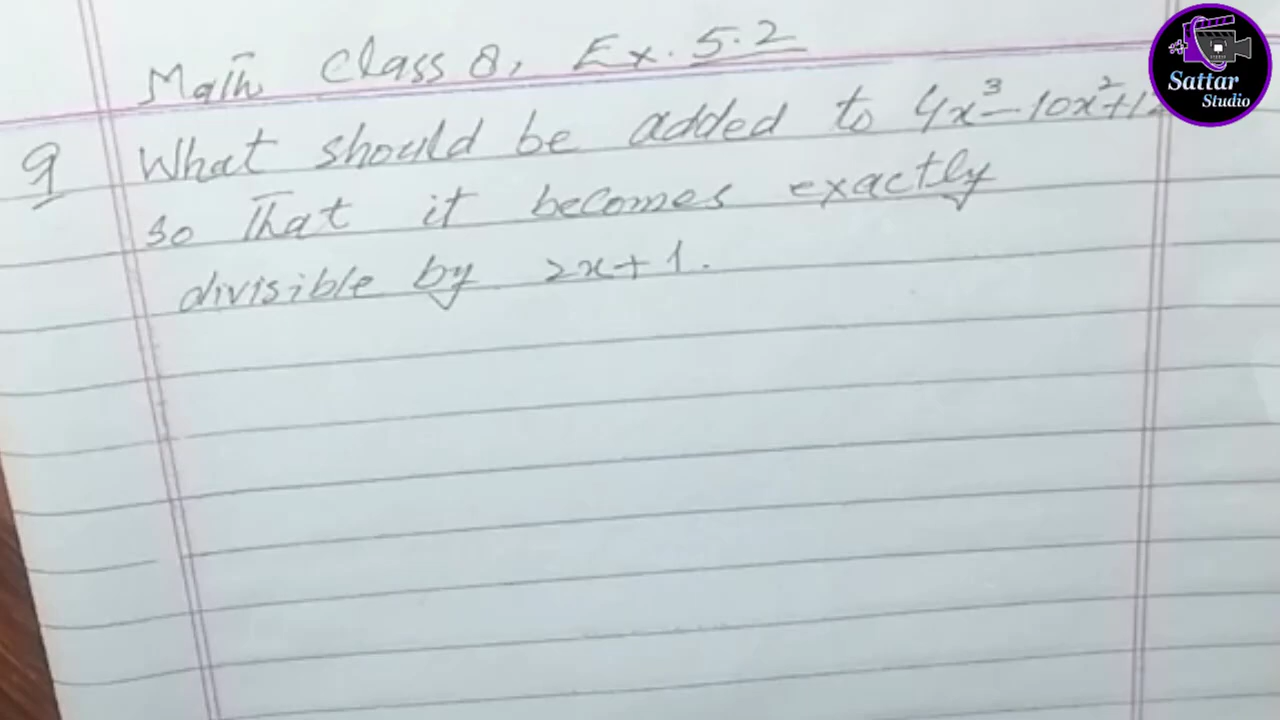 Math Class 8 Ex. 5.2
9 What should be added to 4x³-10x²+1
so that it becomes exactly
divisible by 2x+1.
Sattar
Studio